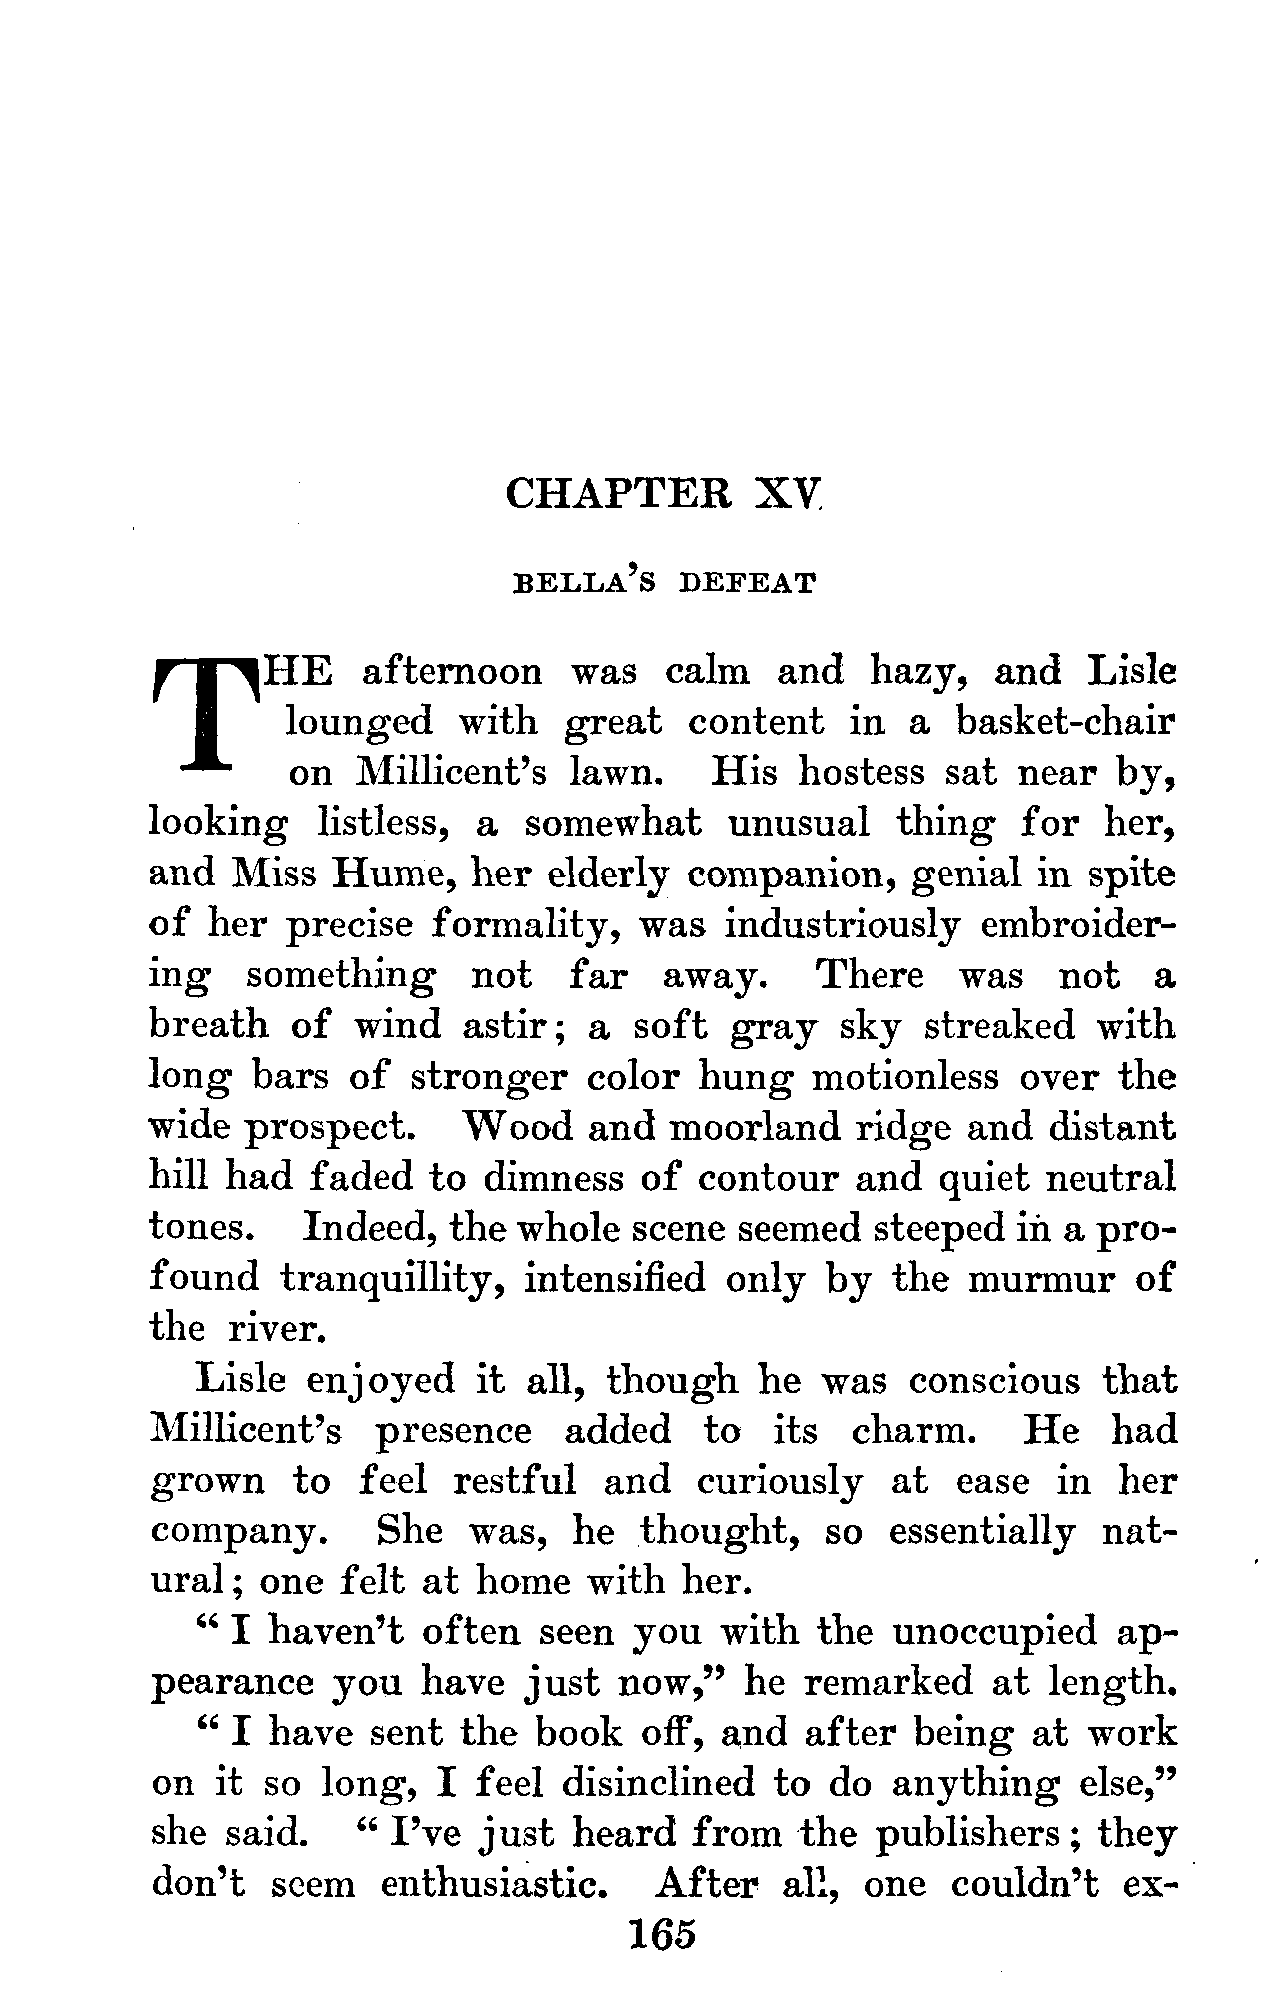 CHAPTER XV
BELLA'S DEFEAT
THE afternoon was calm and hazy, and Lisle
lounged with great content in a basket-chair
on Millicent's lawn. His hostess sat near by,
looking listless, a somewhat unusual thing for her,
and Miss Hume, her elderly companion, genial in spite
of her precise formality, was industriously embroider-
ing something not far away. There was not a
breath of wind astir; a soft gray sky streaked with
long bars of stronger color hung motionless over the
wide prospect. Wood and moorland ridge and distant
hill had faded to dimness of contour and quiet neutral
tones. Indeed, the whole scene seemed steeped in a pro-
found tranquillity, intensified only by the murmur of
the river.
Lisle enjoyed it all, though he was conscious that
Millicent's presence added to its charm. He had
grown to feel restful and curiously at ease in her
company. She was, he thought, so essentially nat-
ural; one felt at home with her.
"I haven't often seen you with the unoccupied ap-
pearance you have just now," he remarked at length.
"I have sent the book off, and after being at work
on it so long, I feel disinclined to do anything else,"
she said. "I've just heard from the publishers; they
don't seem enthusiastic. After all, one couldn't ex-
165